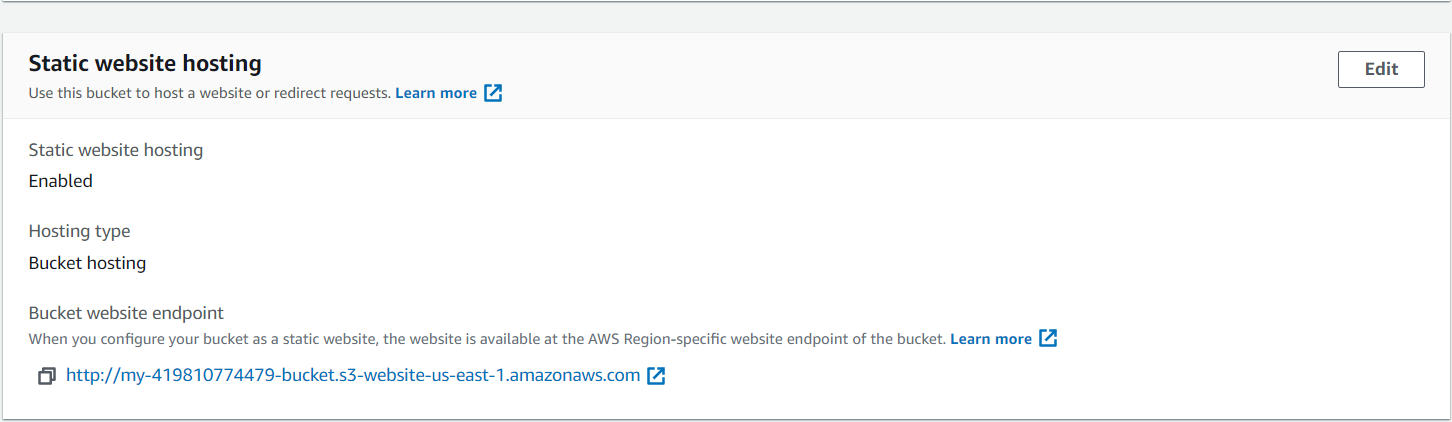 Static website hosting
Edit
Use this bucket to host a website or redirect requests. Learn more
Static website hosting
Enabled
Hosting type
Bucket hosting
Bucket website endpoint
When you configure your bucket as a static website, the website is available at the AWS Region-specific website endpoint of the bucket. Learn more
http://my-419810774479-bucket.s3-website-us-east-1.amazonaws.com